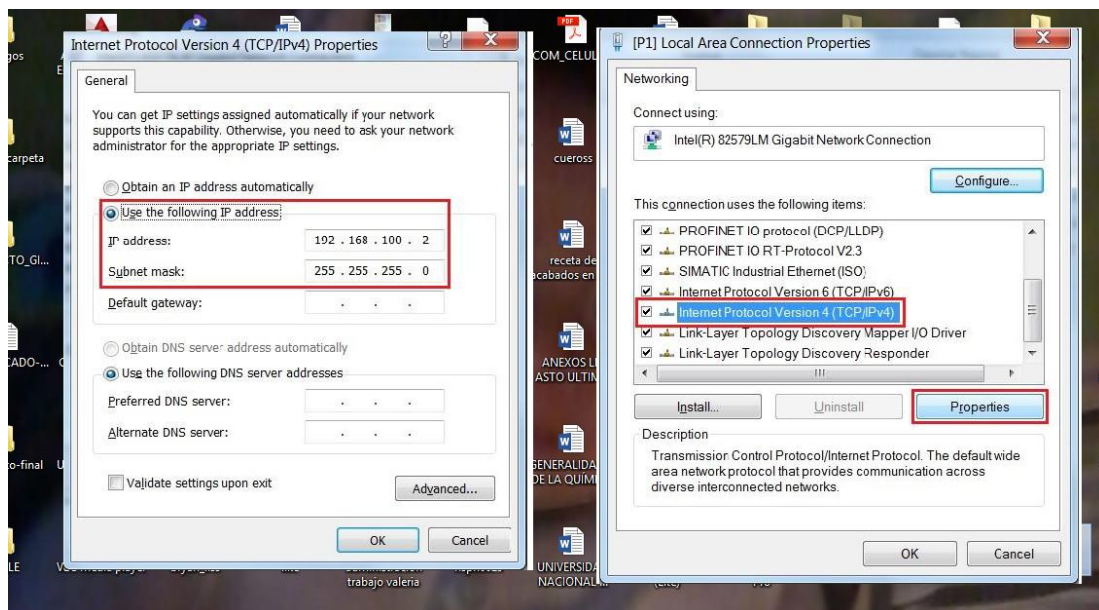 Internet Protocol Version 4 (TCP/IPv4) Properties
General
You can get IP settings assigned automatically if your network
supports this capability. Otherwise, you need to ask your network
administrator for the appropriate IP settings.
Obtain an IP address automatically
Use the following IP address
IP address: 192 . 168 . 100 . 2
Subnet mask: 255 . 255 . 255 . 0
Default gateway: . . .
Obtain DNS server address automatically
Use the following DNS server addresses
Preferred DNS server: . . .
Alternate DNS server: . . .
Validate settings upon exit
Advanced...
OK Cancel
[P1] Local Area Connection Properties
Networking
Connect using:
Intel(R) 82579LM Gigabit Network Connection
Configure...
This connection uses the following items:
PROFINET IO protocol (DCP/LLDP)
PROFINET IO RT-Protocol V2.3
SIMATIC Industrial Ethernet (ISO)
Internet Protocol Version 6 (TCP/IPv6)
Internet Protocol Version 4 (TCP/IPv4)
Link-Layer Topology Discovery Mapper I/O Driver
Link-Layer Topology Discovery Responder
Install... Uninstall Properties
Description
Transmission Control Protocol/Internet Protocol. The default wide
area network protocol that provides communication across
diverse interconnected networks.
OK Cancel
PDF
COM_CELUL
cueross
receta de
acabados en
ANEXOS LI
ASTO ULTIM
GENERALIDA
DE LA QUÍMI
UNIVERSIDA
NACIONAL...
carpeta
TO_GI...
CADO-...
o-final
trabajo valeria